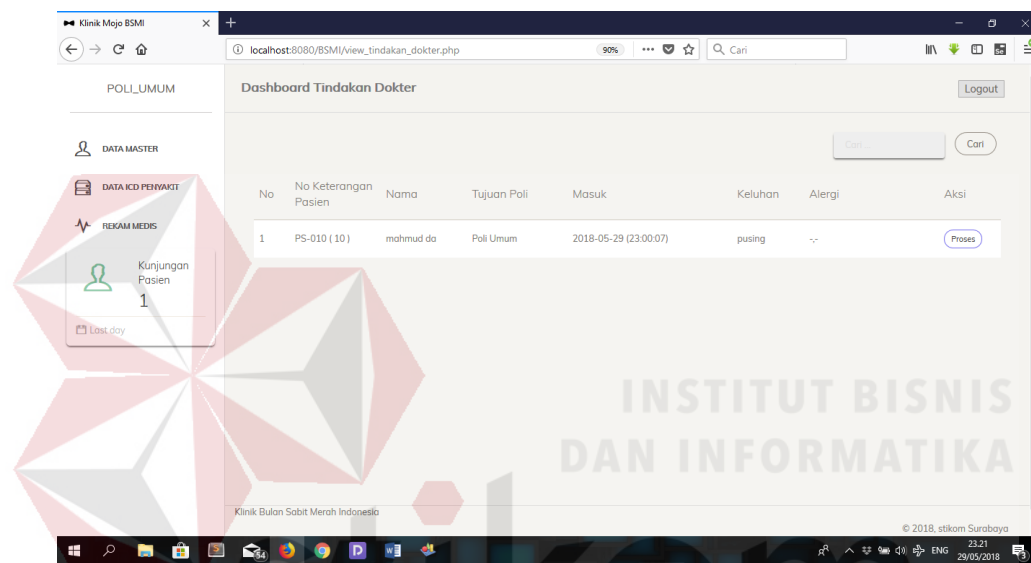 Klinik Mojo BSMI
localhost:8080/BSMI/view_tindakan_dokter.php
90%
Cari
POLI_UMUM
Dashboard Tindakan Dokter
Logout
DATA MASTER
DATA ICD PENYAKIT
REKAM MEDIS
Kunjungan
Pasien
1
Last day
Cari ...
Cari
No
No Keterangan
Pasien
Nama
Tujuan Poli
Masuk
Keluhan
Alergi
Aksi
1
PS-010 ( 10 )
mahmud da
Poli Umum
2018-05-29 (23:00:07)
pusing
-,-
Proses
INSTITUT BISNIS
DAN INFORMATIKA
Klinik Bulan Sabit Merah Indonesia
© 2018, stikom Surabaya
54
ENG
23.21
29/05/2018
3